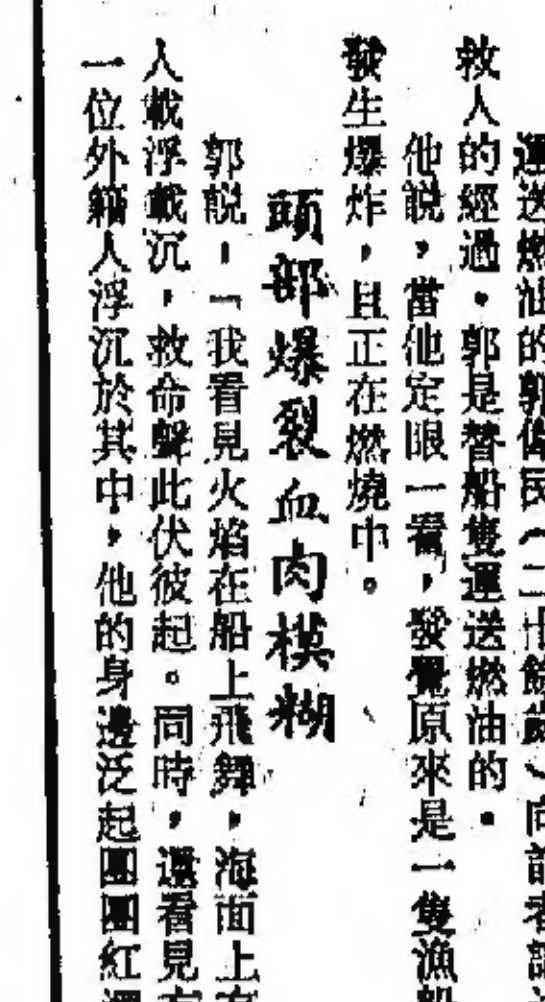 運送燃油的郭偉民（二十餘歲）向記者
救人的經過。郭是替船隻運送燃油的。
他說，當他定眼一看，發覺原來是一隻漁船
發生爆炸，且正在燃燒中。
頭部爆裂血肉模糊
郭說，「我看見火焰在船上飛舞，海面上有
人載浮載沉，救命聲此伏彼起。同時，還看見有
一位外籍人浮沉於其中，他的身邊泛起團團紅